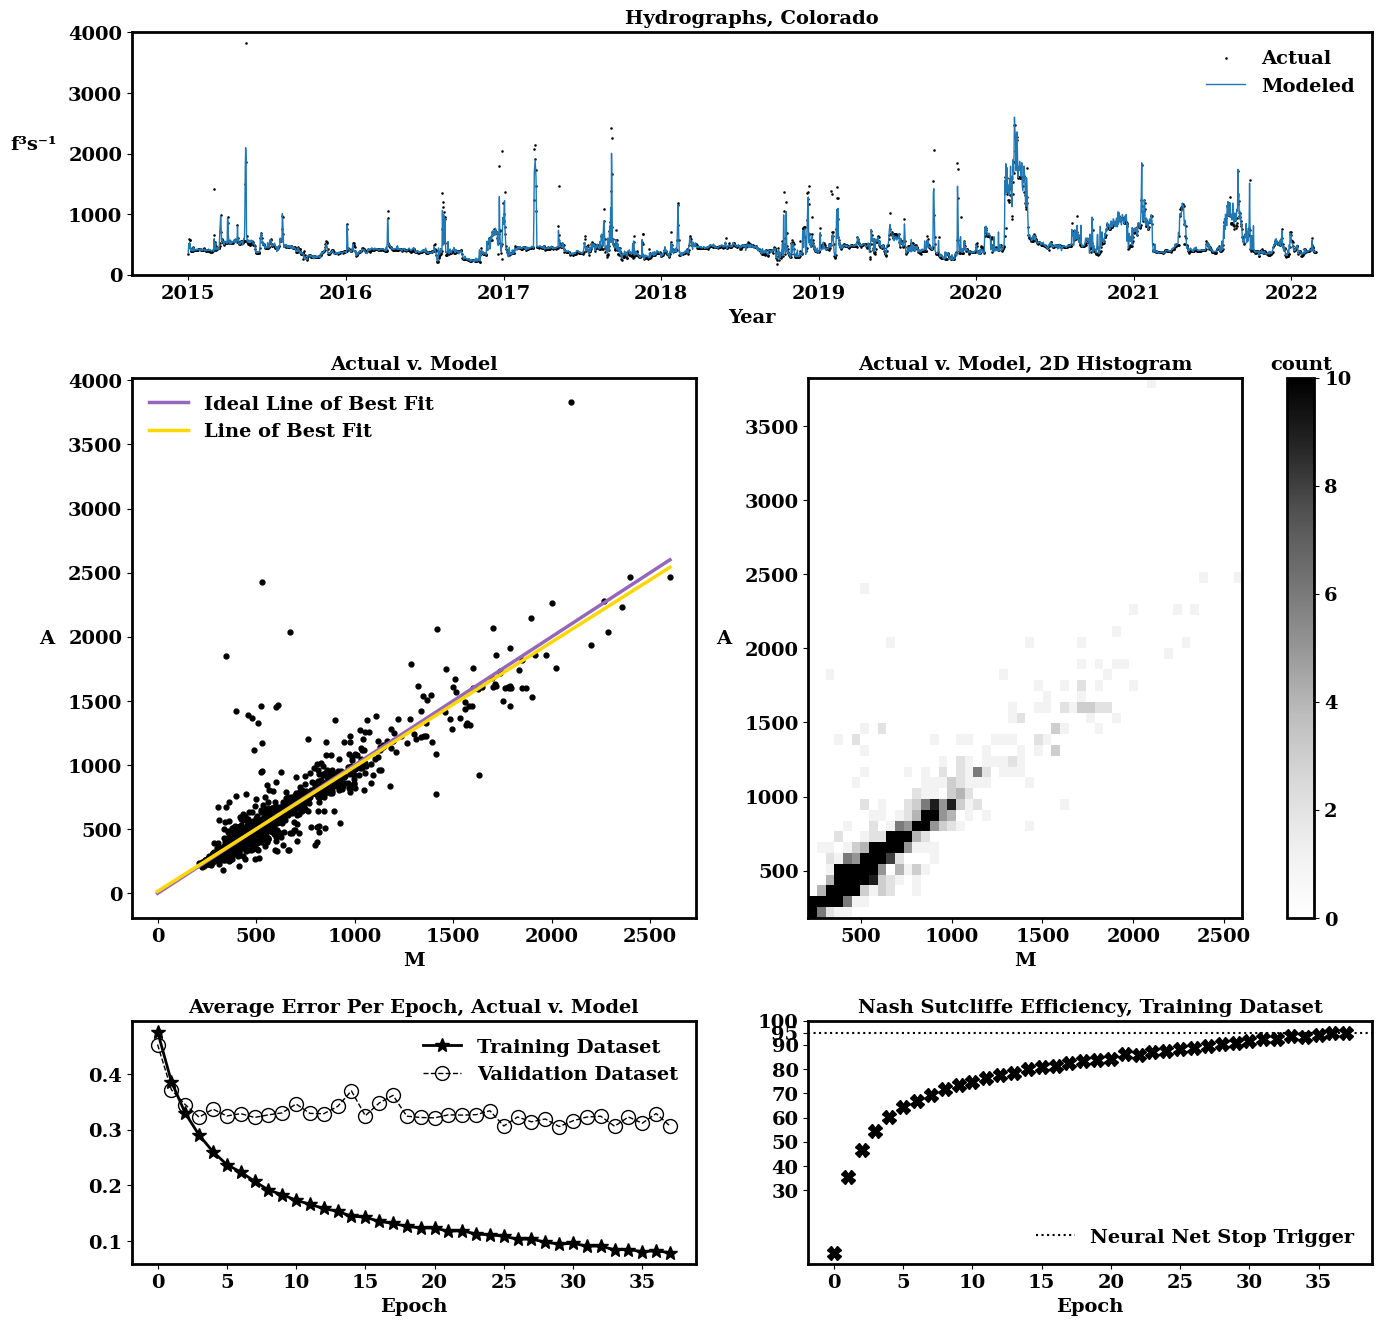 Hydrographs, Colorado
4000
3000
f³s⁻¹
2000
1000
0
Actual
Modeled
2015 2016 2017 2018 2019 2020 2021 2022
Year
Actual v. Model
4000
3500
3000
2500
2000
A
1500
1000
500
0
Ideal Line of Best Fit
Line of Best Fit
0 500 1000 1500 2000 2500
M
Actual v. Model, 2D Histogram
3500
3000
2500
2000
A
1500
1000
500
500 1000 1500 2000 2500
M
count
10
8
6
4
2
0
Average Error Per Epoch, Actual v. Model
0.4
0.3
0.2
0.1
Training Dataset
Validation Dataset
0 5 10 15 20 25 30 35
Epoch
Nash Sutcliffe Efficiency, Training Dataset
100
95
90
80
70
60
50
40
30
Neural Net Stop Trigger
0 5 10 15 20 25 30 35
Epoch